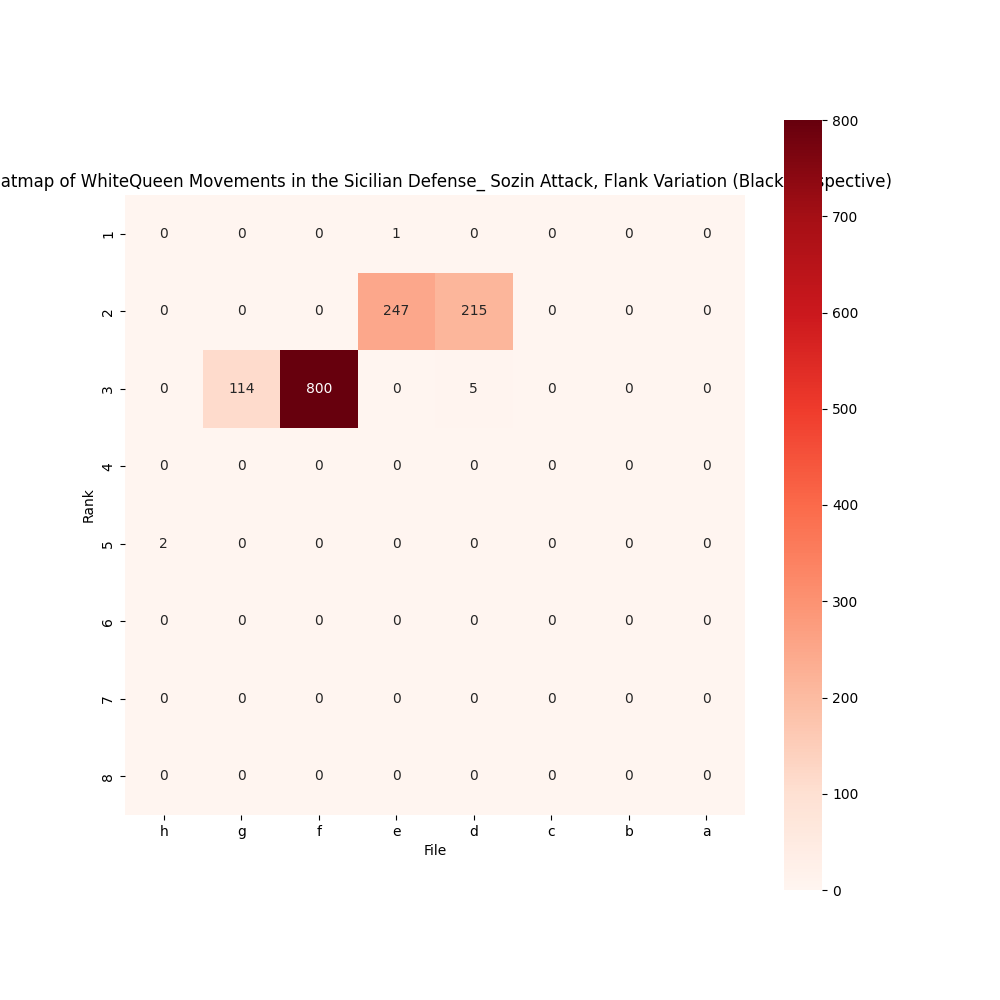 atmap of WhiteQueen Movements in the Sicilian Defense_ Sozin Attack, Flank Variation (Black spective)
1 0 0 0 1 0 0 0 0
2 0 0 0 247 215 0 0 0
3 0 114 800 0 5 0 0 0
4 0 0 0 0 0 0 0 0
5 2 0 0 0 0 0 0 0
6 0 0 0 0 0 0 0 0
7 0 0 0 0 0 0 0 0
8 0 0 0 0 0 0 0 0
Rank
h g f e d c b a
File
800
700
600
500
400
300
200
100
0